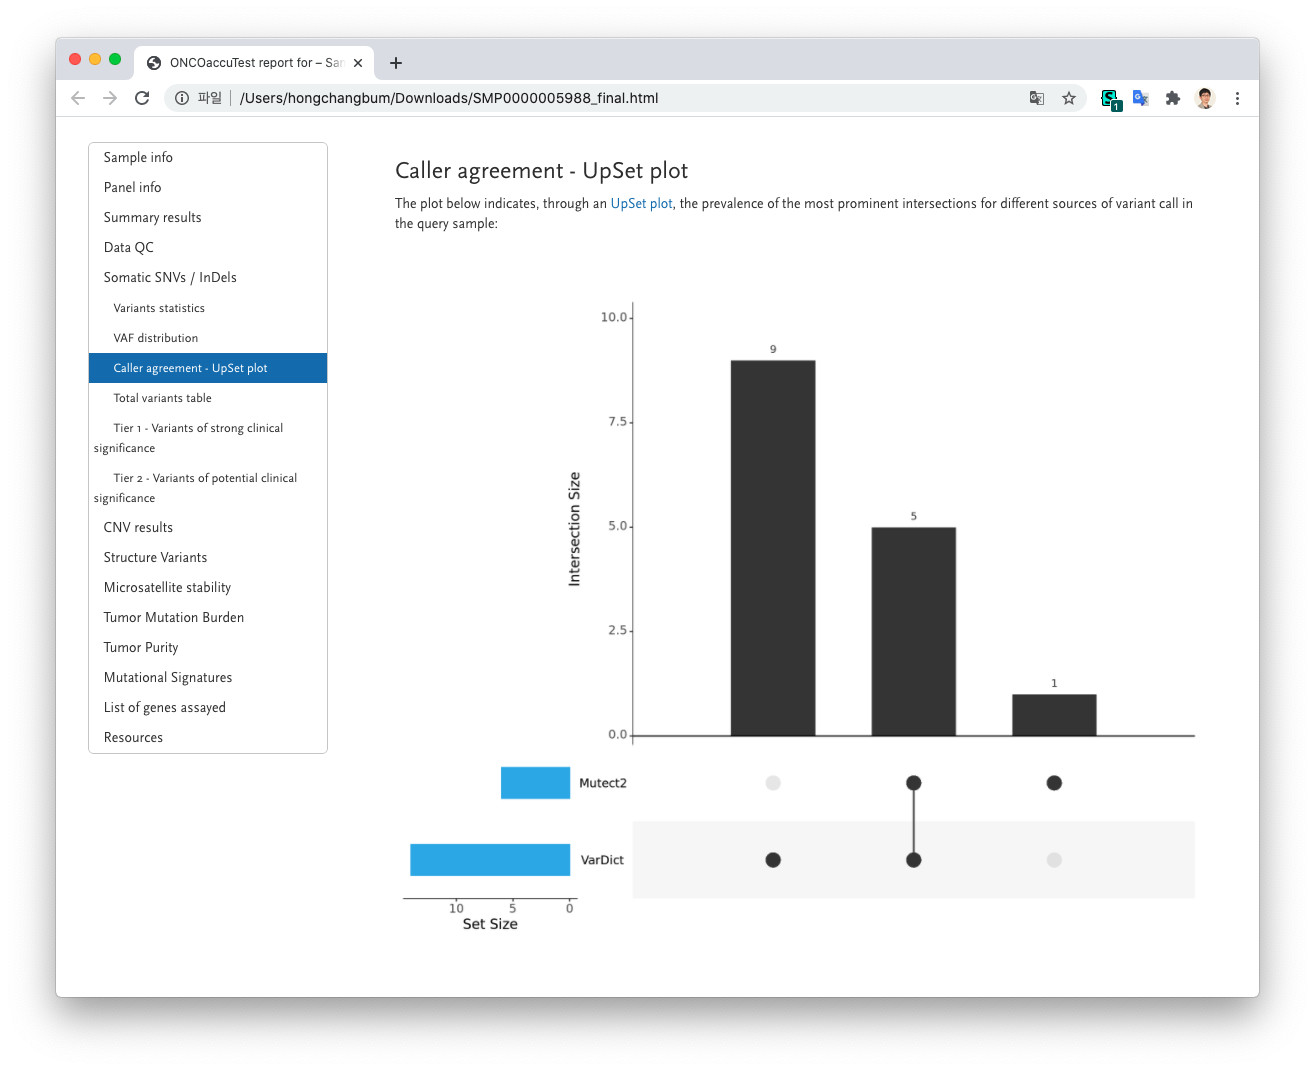 ONCOaccuTest report for – Sam
파일
/Users/hongchangbum/Downloads/SMP0000005988_final.html
1
Sample info
Panel info
Summary results
Data QC
Somatic SNVs / InDels
Variants statistics
VAF distribution
Caller agreement - UpSet plot
Total variants table
Tier 1 - Variants of strong clinical
significance
Tier 2 - Variants of potential clinical
significance
CNV results
Structure Variants
Microsatellite stability
Tumor Mutation Burden
Tumor Purity
Mutational Signatures
List of genes assayed
Resources
Caller agreement - UpSet plot
The plot below indicates, through an UpSet plot, the prevalence of the most prominent intersections for different sources of variant call in
the query sample:
10.0
7.5
5.0
2.5
0.0
Intersection Size
9
5
1
Mutect2
VarDict
10 5 0
Set Size